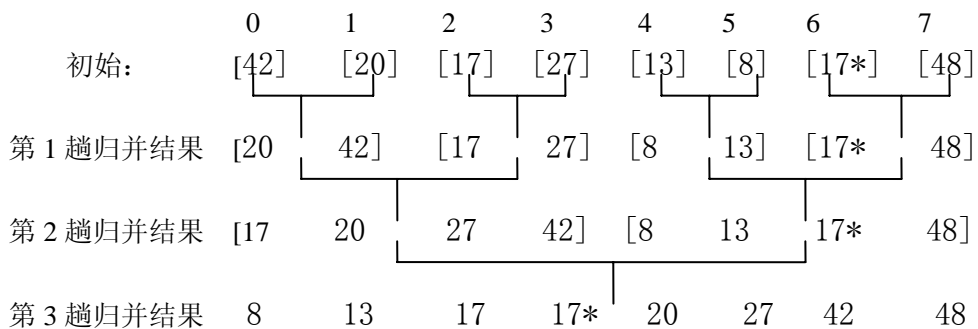 0 1 2 3 4 5 6 7
初始： [42] [20] [17] [27] [13] [8] [17*] [48]
第 1 趟归并结果 [20 42] [17 27] [8 13] [17* 48]
第 2 趟归并结果 [17 20 27 42] [8 13 17* 48]
第 3 趟归并结果 8 13 17 17* 20 27 42 48